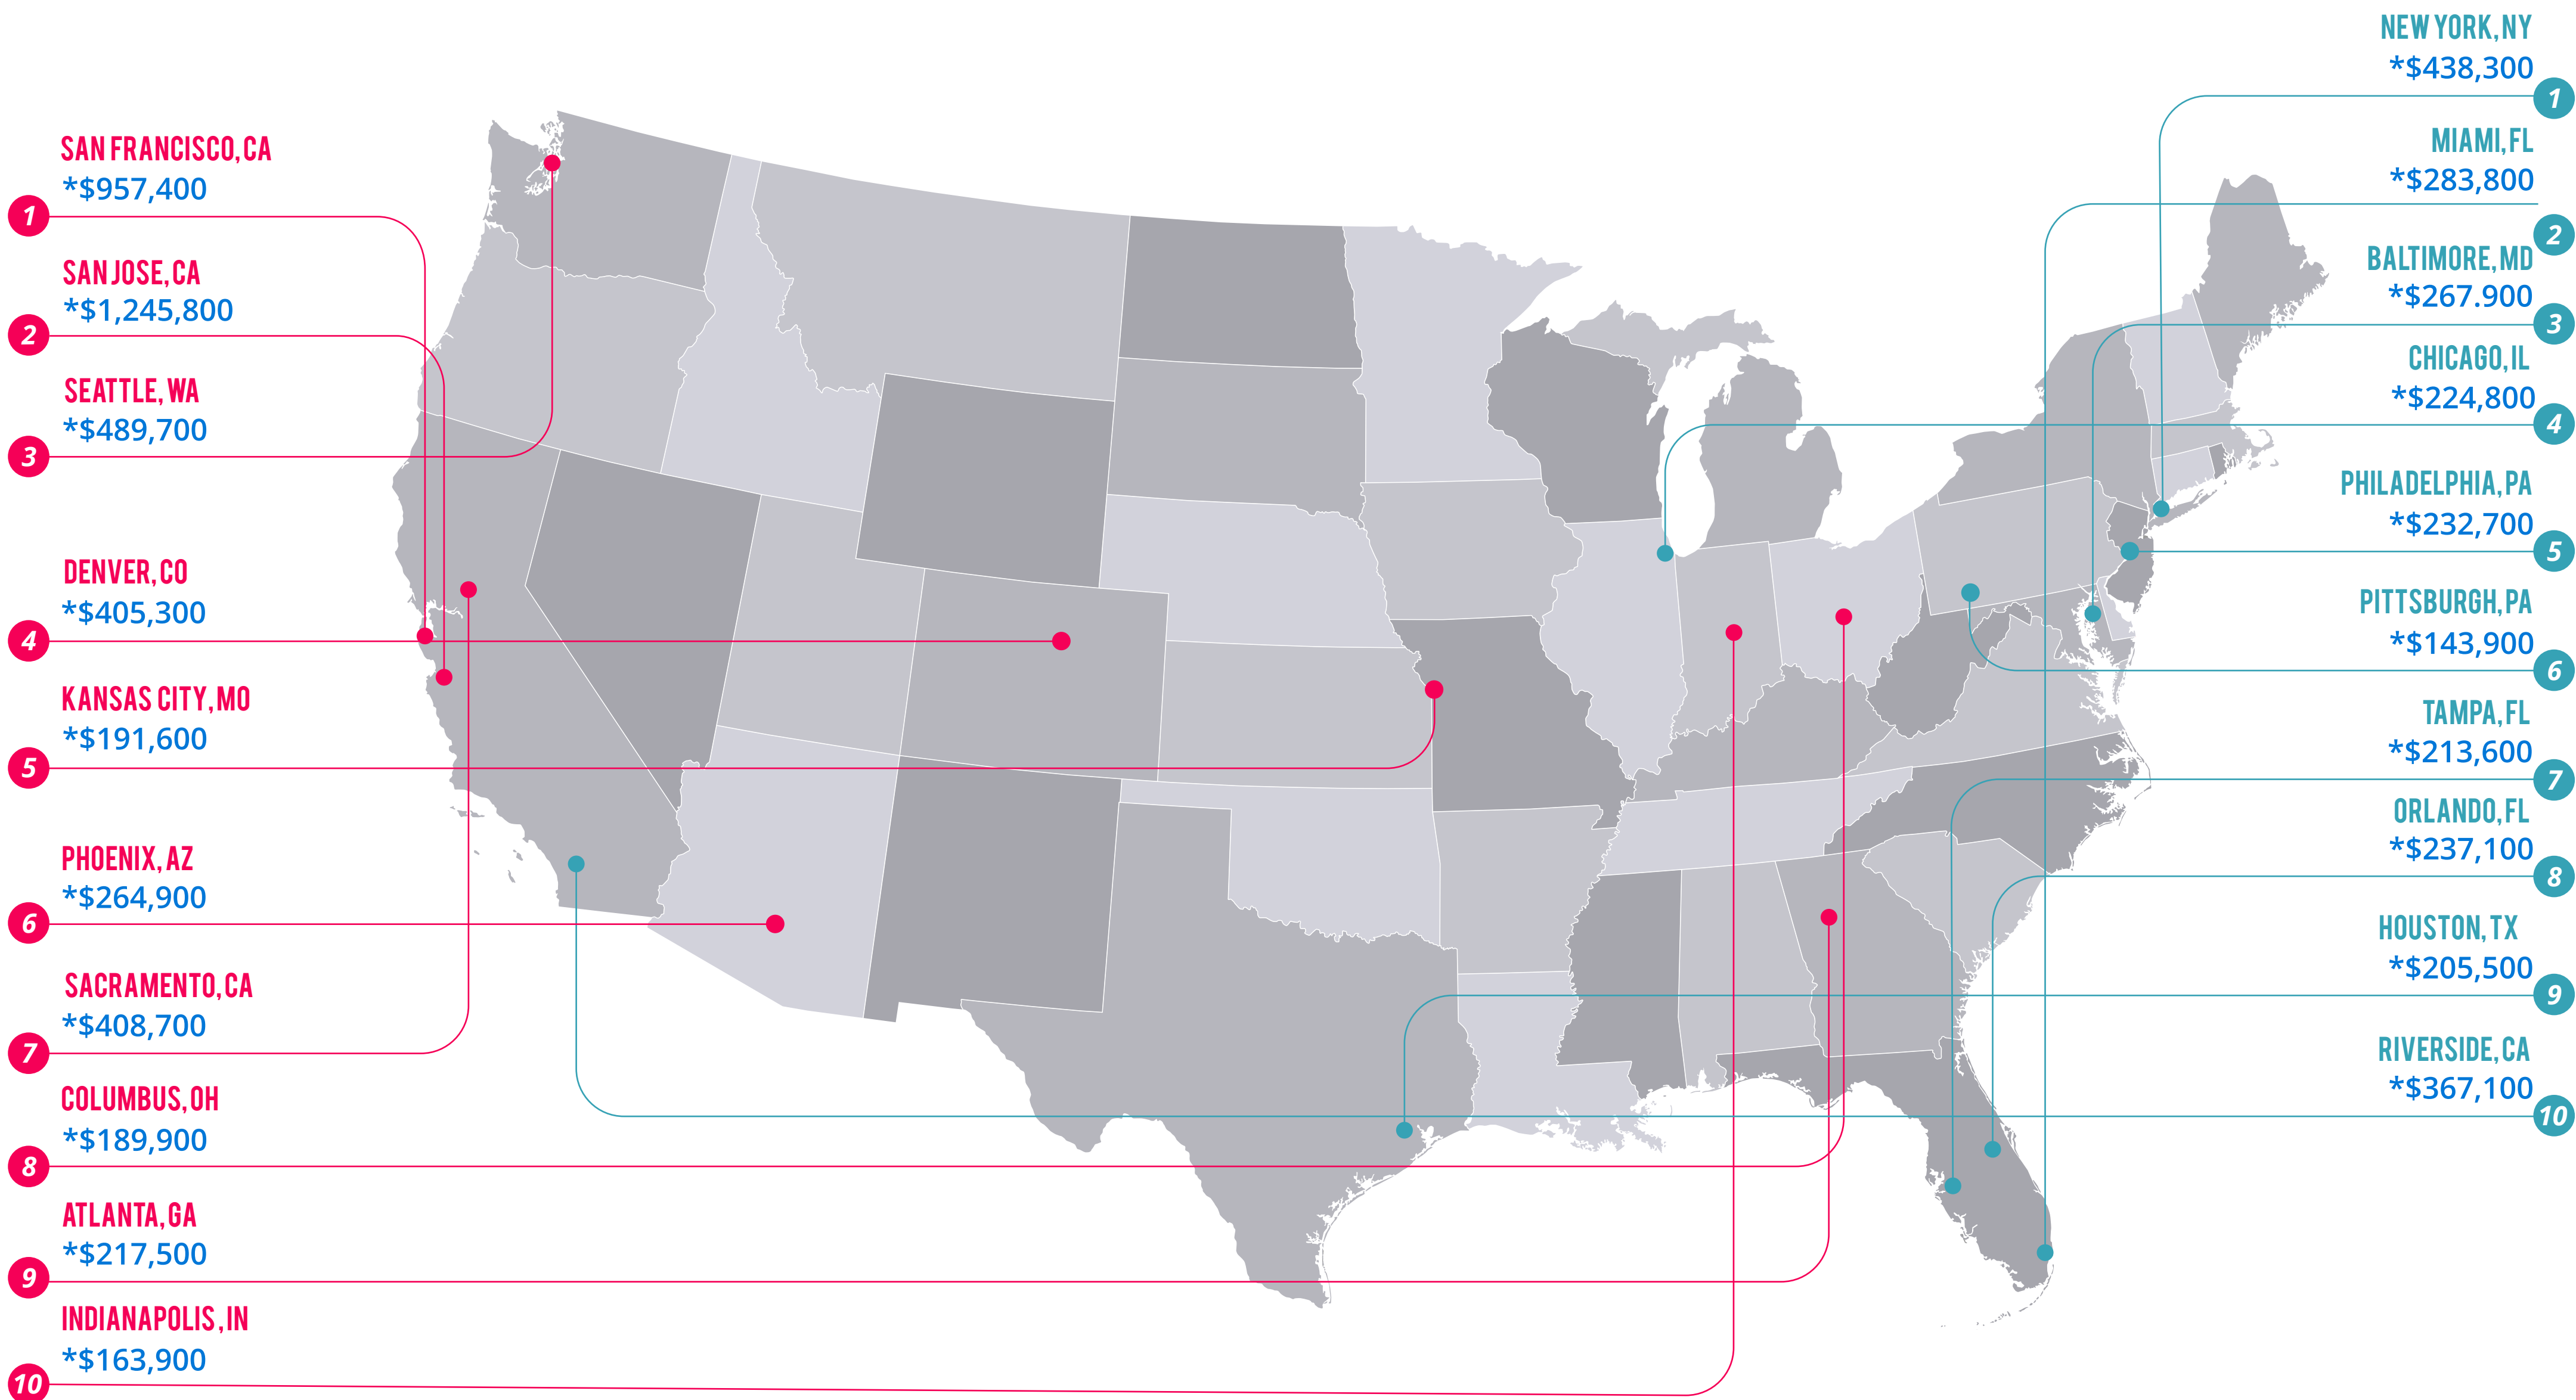 SAN FRANCISCO, CA
*$957,400
1
SAN JOSE, CA
*$1,245,800
2
SEATTLE, WA
*$489,700
3
DENVER, CO
*$405,300
4
KANSAS CITY, MO
*$191,600
5
PHOENIX, AZ
*$264,900
6
SACRAMENTO, CA
*$408,700
7
COLUMBUS, OH
*$189,900
8
ATLANTA, GA
*$217,500
9
INDIANAPOLIS, IN
*$163,900
10
NEW YORK, NY
*$438,300
1
MIAMI, FL
*$283,800
2
BALTIMORE, MD
*$267.900
3
CHICAGO, IL
*$224,800
4
PHILADELPHIA, PA
*$232,700
5
PITTSBURGH, PA
*$143,900
6
TAMPA, FL
*$213,600
7
ORLANDO, FL
*$237,100
8
HOUSTON, TX
*$205,500
9
RIVERSIDE, CA
*$367,100
10